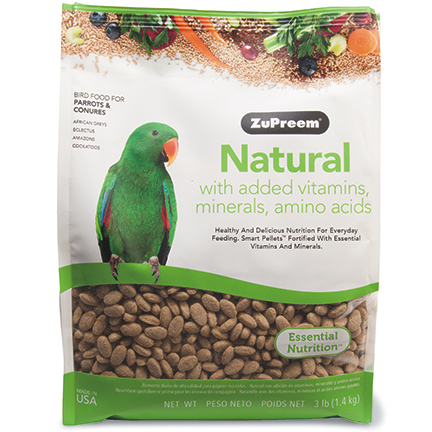 BIRD FOOD FOR
PARROTS &
CONURES
AFRICAN GREYS
ECLECTUS
AMAZONS
COCKATOOS
ZuPreem®
Natural
with added vitamins,
minerals, amino acids
Healthy And Delicious Nutrition For Everyday
Feeding. Smart Pellets™ Fortified With Essential
Vitamins And Minerals.
Essential
Nutrition™
MADE IN
USA
NET WT PESO NETO POIDS NET 3 lb (1.4 kg)